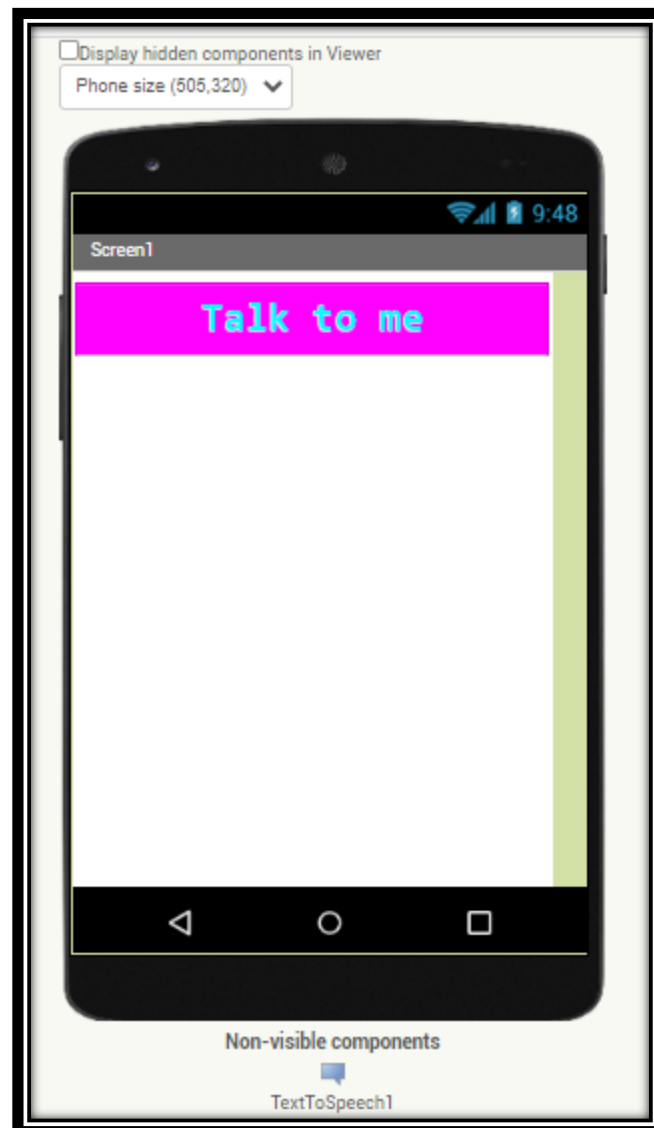 Display hidden components in Viewer
Phone size (505,320)
9:48
Screen1
Talk to me
Non-visible components
TextToSpeech1